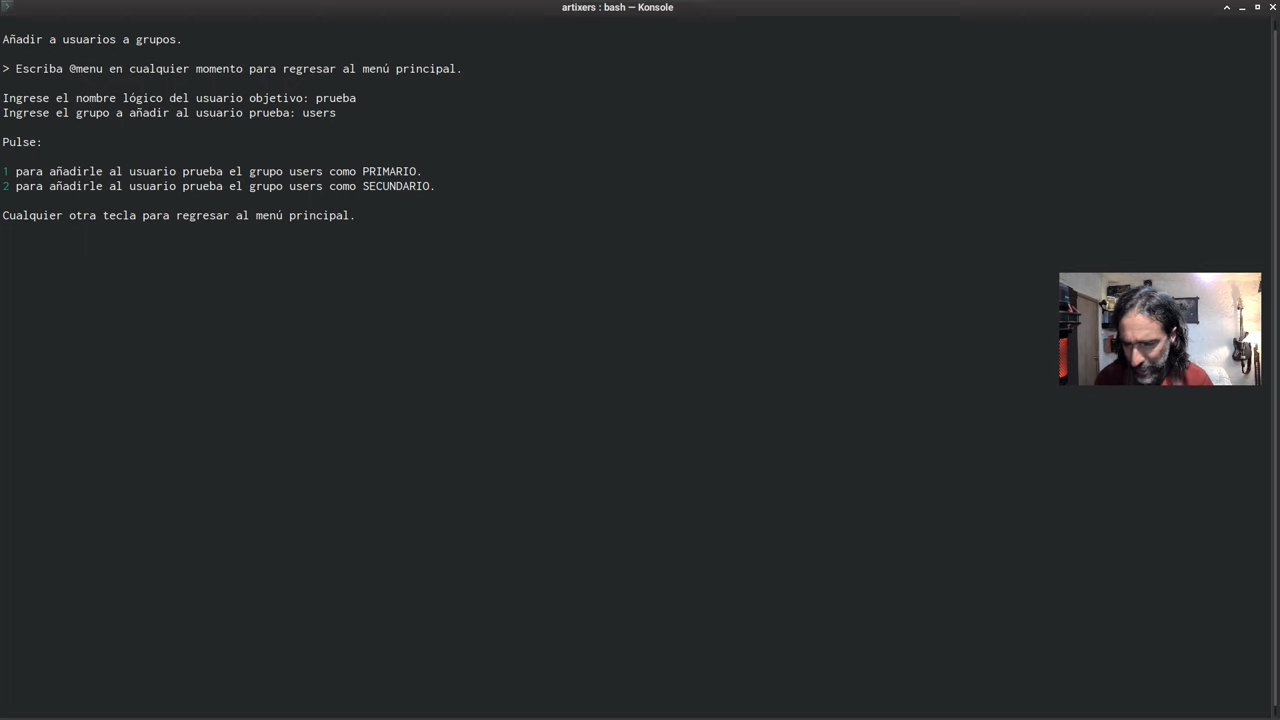 artixers : bash — Konsole
Añadir a usuarios a grupos.
> Escriba @menu en cualquier momento para regresar al menú principal.
Ingrese el nombre lógico del usuario objetivo: prueba
Ingrese el grupo a añadir al usuario prueba: users
Pulse:
1 para añadirle al usuario prueba el grupo users como PRIMARIO.
2 para añadirle al usuario prueba el grupo users como SECUNDARIO.
Cualquier otra tecla para regresar al menú principal.